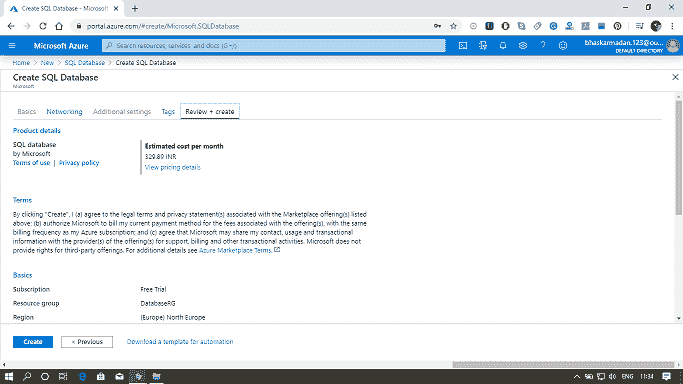 Create SQL Database - Microsoft
portal.azure.com/#create/Microsoft.SQLDatabase
Microsoft Azure
Search resources, services, and docs (G+/)
bhaskarmadan.123@ou...
DEFAULT DIRECTORY
Home > New > SQL Database > Create SQL Database
Create SQL Database
Microsoft
Basics Networking Additional settings Tags Review + create
Product details
SQL database
by Microsoft
Terms of use | Privacy policy
Estimated cost per month
329.89 INR
View pricing details
Terms
By clicking "Create", I (a) agree to the legal terms and privacy statement(s) associated with the Marketplace offering(s) listed
above; (b) authorize Microsoft to bill my current payment method for the fees associated with the offering(s), with the same
billing frequency as my Azure subscription; and (c) agree that Microsoft may share my contact, usage and transactional
information with the provider(s) of the offering(s) for support, billing and other transactional activities. Microsoft does not
provide rights for third-party offerings. For additional details see Azure Marketplace Terms.
Basics
Subscription Free Trial
Resource group DatabaseRG
Region (Europe) North Europe
Create < Previous Download a template for automation
ENG 11:34